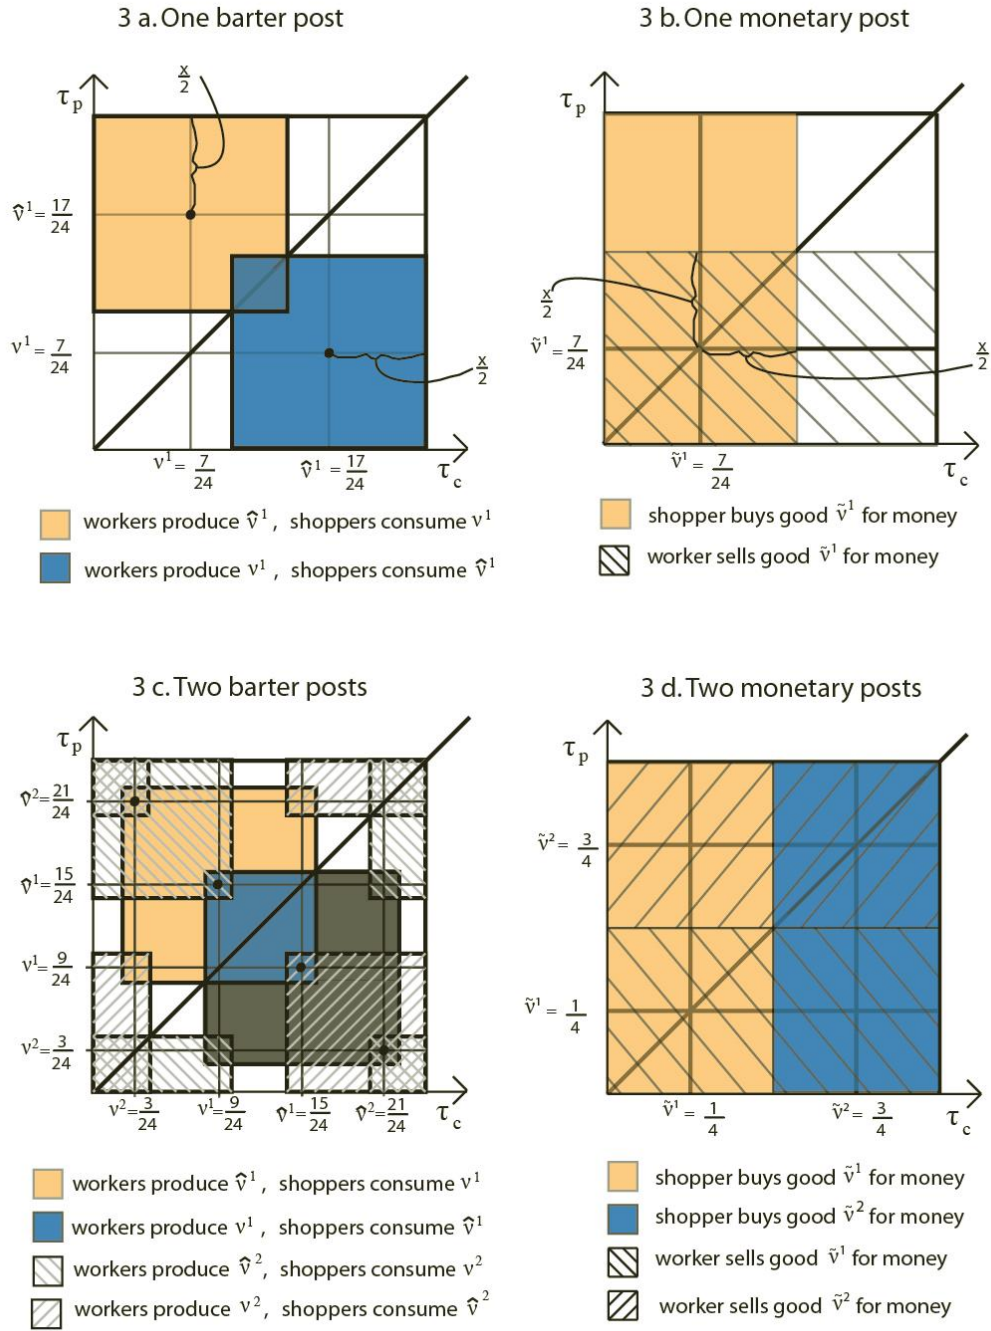 3 a. One barter post
3 b. One monetary post
x/2
τp
τp
v̂¹ = 17/24
x/2
v¹ = 7/24
ṽ¹ = 7/24
x/2
x/2
v¹ = 7/24
v̂¹ = 17/24
τc
ṽ¹ = 7/24
τc
workers produce v̂¹ , shoppers consume v¹
workers produce v¹ , shoppers consume v̂¹
shopper buys good ṽ¹ for money
worker sells good ṽ¹ for money
3 c. Two barter posts
3 d. Two monetary posts
τp
τp
v̂² = 21/24
v̂¹ = 15/24
v¹ = 9/24
v² = 3/24
ṽ² = 3/4
ṽ¹ = 1/4
v² = 3/24
v¹ = 9/24
v̂¹ = 15/24
v̂² = 21/24
τc
ṽ¹ = 1/4
ṽ² = 3/4
τc
workers produce v̂¹ , shoppers consume v¹
workers produce v¹ , shoppers consume v̂¹
workers produce v̂² , shoppers consume v²
workers produce v² , shoppers consume v̂²
shopper buys good ṽ¹ for money
shopper buys good ṽ² for money
worker sells good ṽ¹ for money
worker sells good ṽ² for money